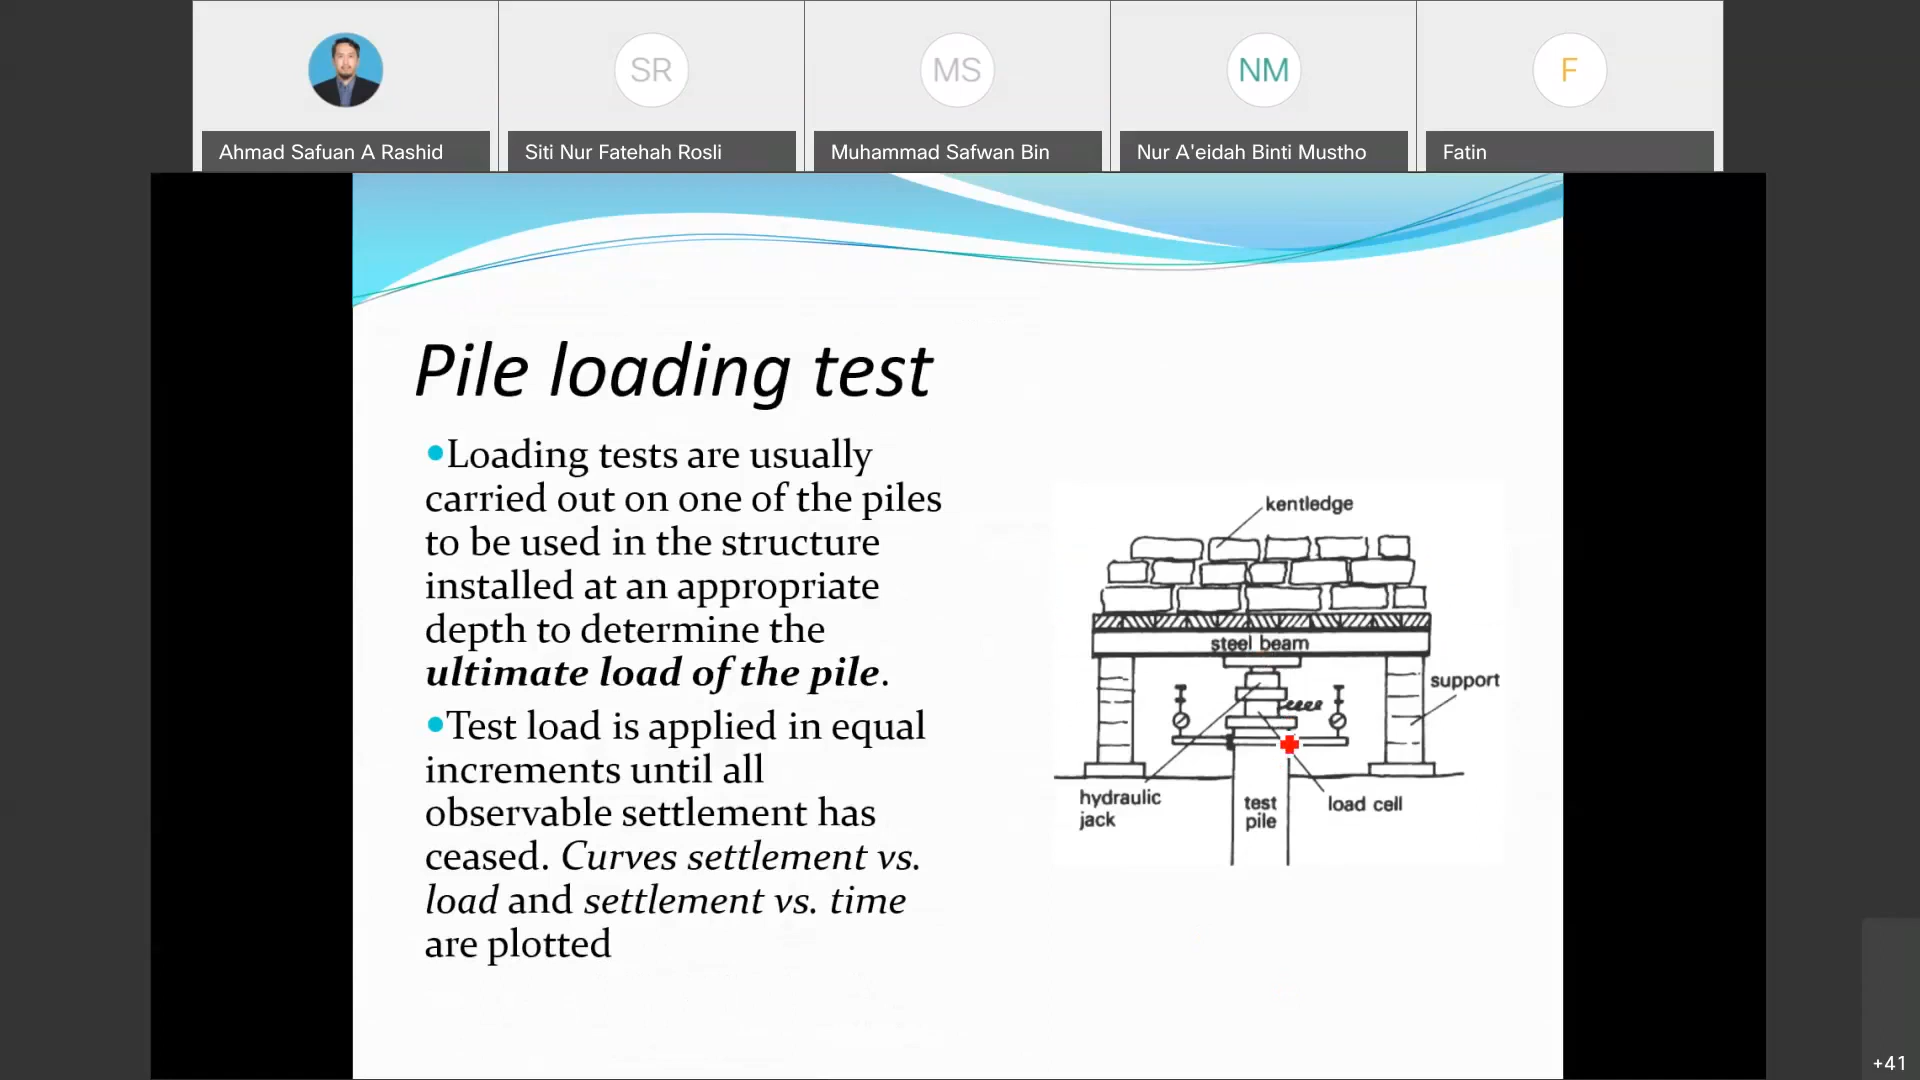 SR
MS
NM
F
Ahmad Safuan A Rashid
Siti Nur Fatehah Rosli
Muhammad Safwan Bin
Nur A'eidah Binti Mustho
Fatin
Pile loading test
•Loading tests are usually
carried out on one of the piles
to be used in the structure
installed at an appropriate
depth to determine the
ultimate load of the pile.
•Test load is applied in equal
increments until all
observable settlement has
ceased. Curves settlement vs.
load and settlement vs. time
are plotted
kentledge
steel beam
support
hydraulic
jack
test
pile
load cell
+41